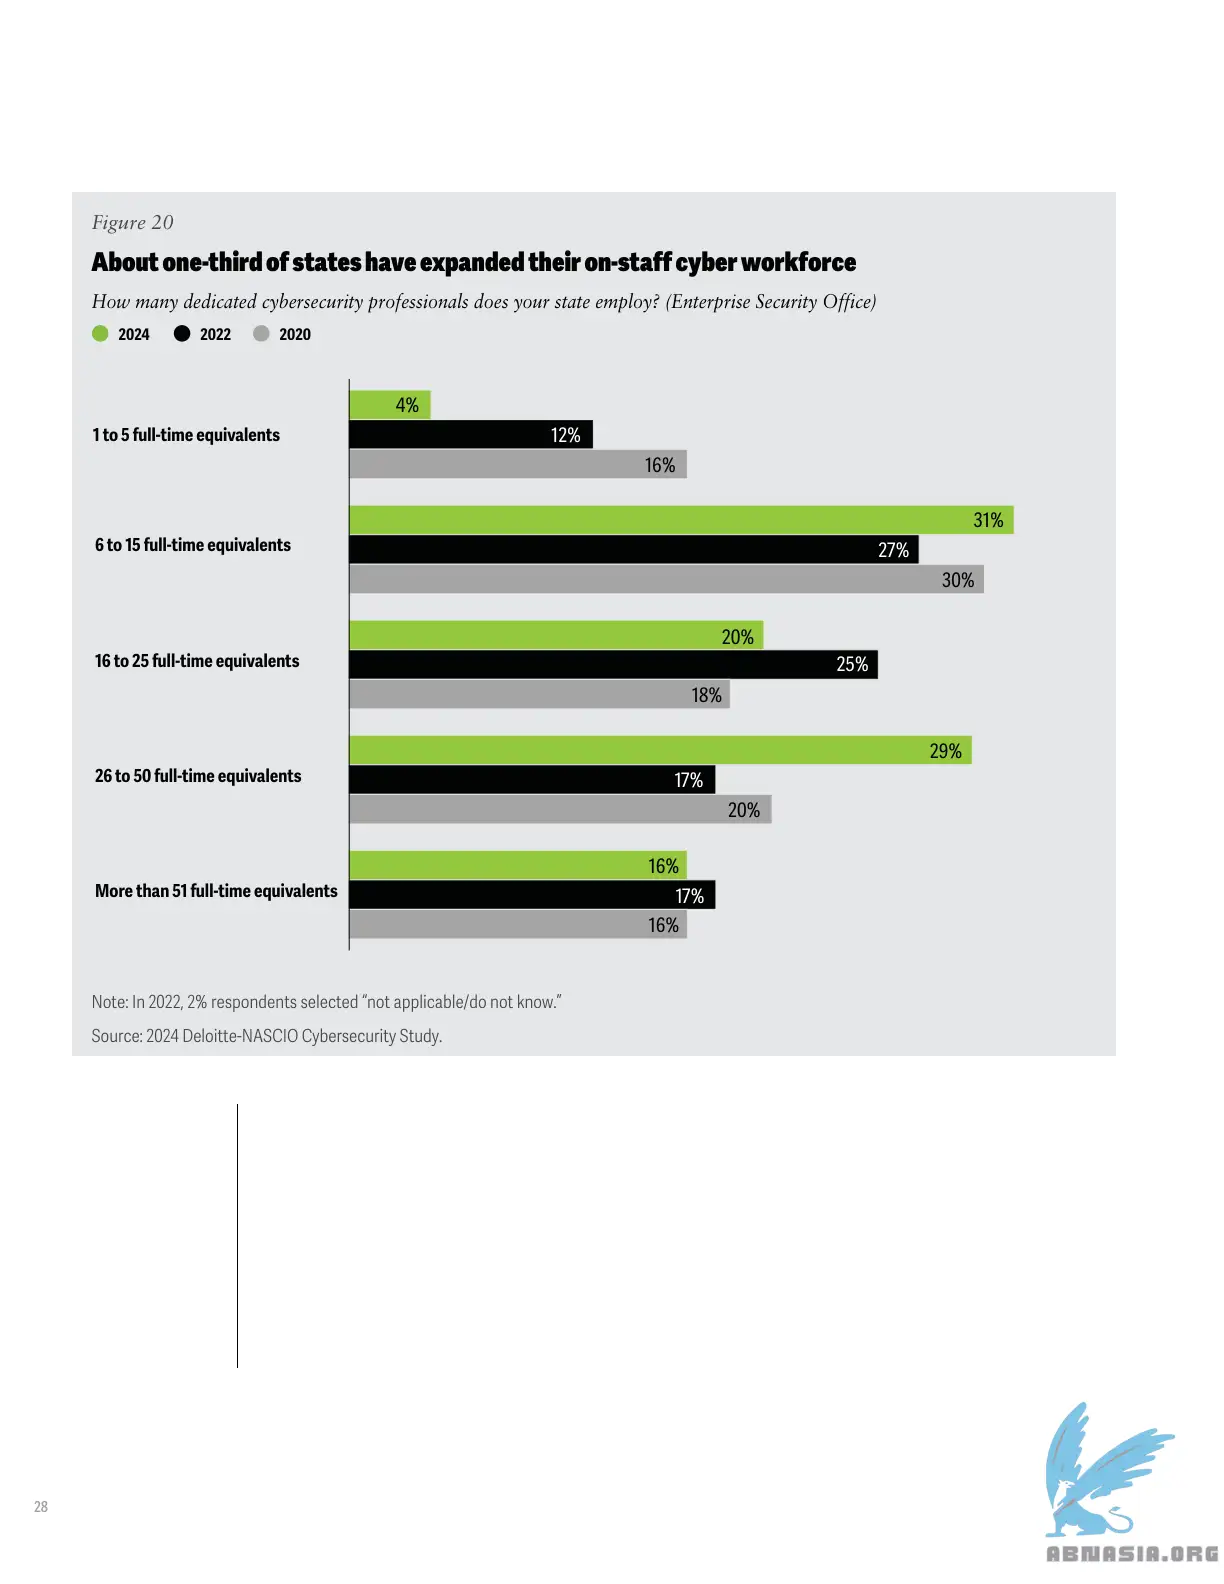 Figure 20
About one-third of states have expanded their on-staff cyber workforce
How many dedicated cybersecurity professionals does your state employ? (Enterprise Security Office)
2024 2022 2020
1 to 5 full-time equivalents
4%
12%
16%
6 to 15 full-time equivalents
31%
27%
30%
16 to 25 full-time equivalents
20%
25%
18%
26 to 50 full-time equivalents
29%
17%
20%
More than 51 full-time equivalents
16%
17%
16%
Note: In 2022, 2% respondents selected “not applicable/do not know.”
Source: 2024 Deloitte-NASCIO Cybersecurity Study.
28
ABNASIA.ORG